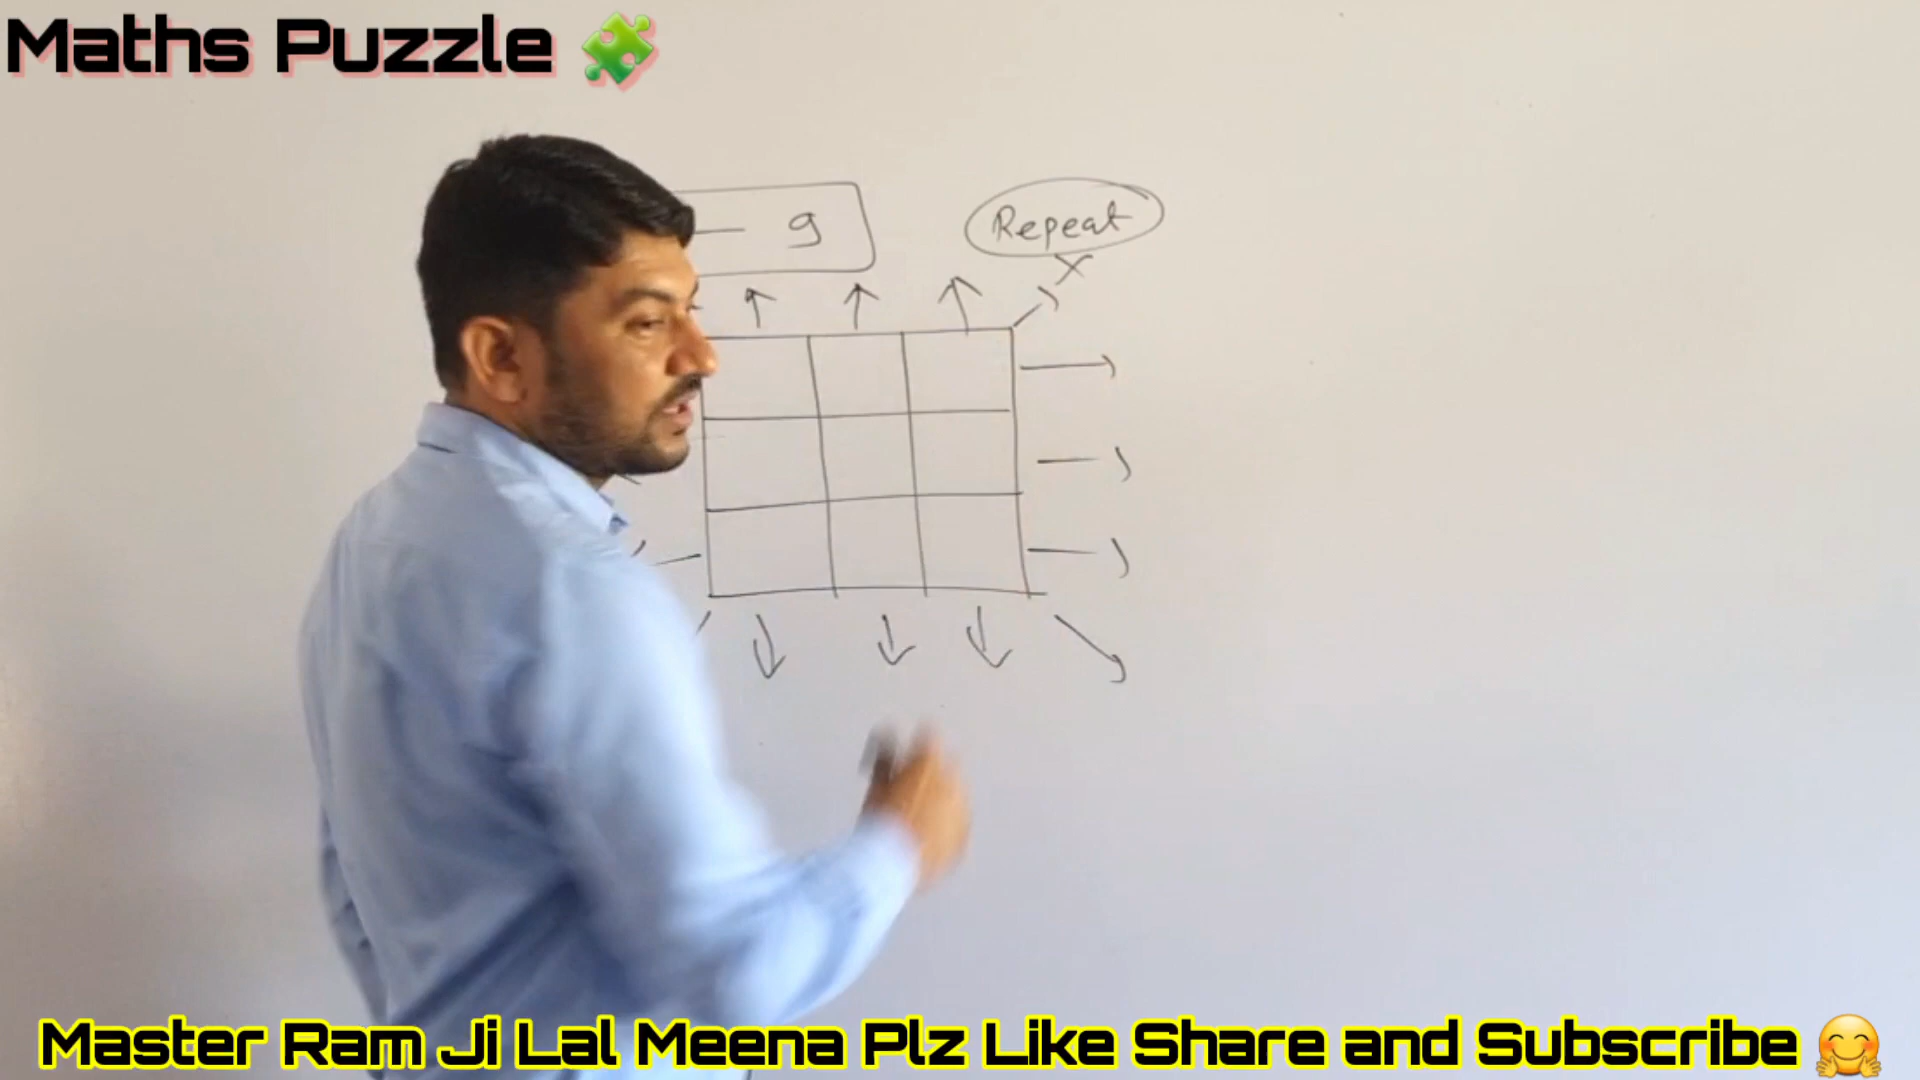 Maths Puzzle 🧩
— 9
Repeat
×
Master Ram Ji Lal Meena Plz Like Share and Subscribe 🤗